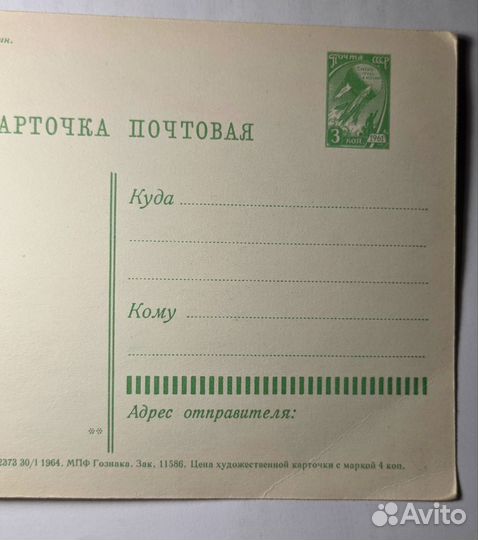 ин.
ПОЧТА СССР
АРТОЧКА ПОЧТОВАЯ
3 КОП. 1961
Куда
Кому
Адрес отправителя:
**
2373 30/I 1964. МПФ Гознака. Зак. 11586. Цена художественной карточки с маркой 4 коп.
Avito